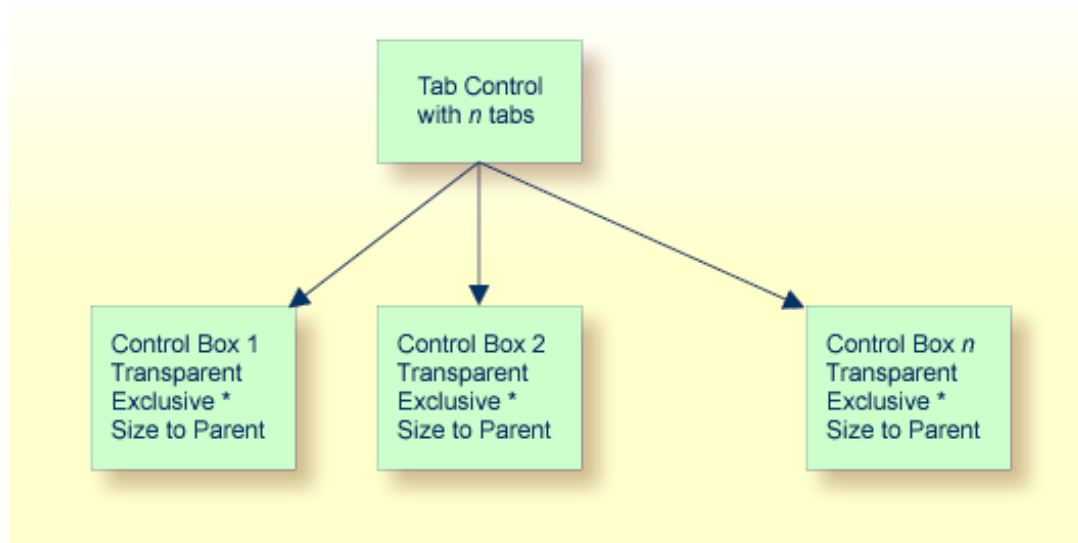 Tab Control
with n tabs
Control Box 1
Transparent
Exclusive *
Size to Parent
Control Box 2
Transparent
Exclusive *
Size to Parent
Control Box n
Transparent
Exclusive *
Size to Parent